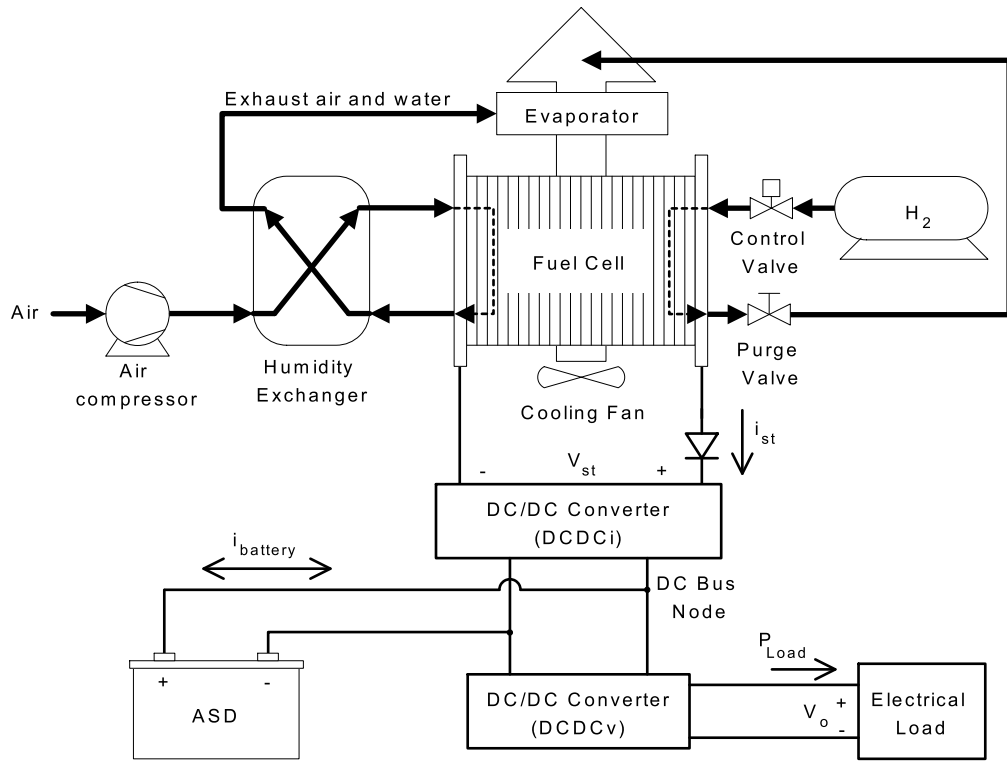 Exhaust air and water
Evaporator
H2
Control
Valve
Fuel Cell
Air
Air
compressor
Humidity
Exchanger
Purge
Valve
Cooling Fan
ist
- Vst +
DC/DC Converter
(DCDCi)
ibattery
DC Bus
Node
PLoad
+ -
ASD
DC/DC Converter
(DCDCv)
Vo
+
-
Electrical
Load